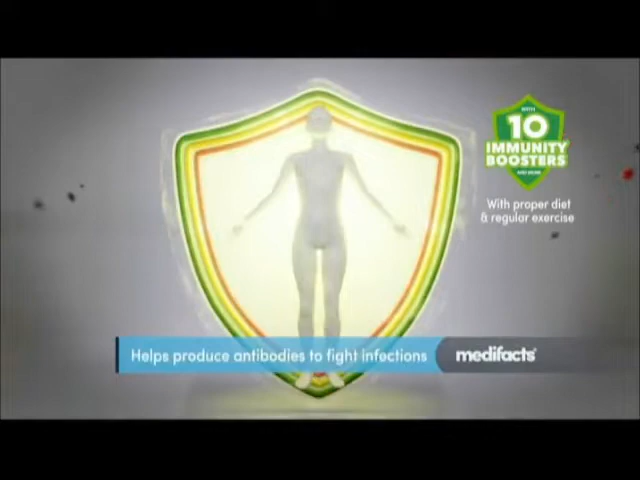 10
IMMUNITY
BOOSTERS
With proper diet
& regular exercise
Helps produce antibodies to fight infections
medifacts